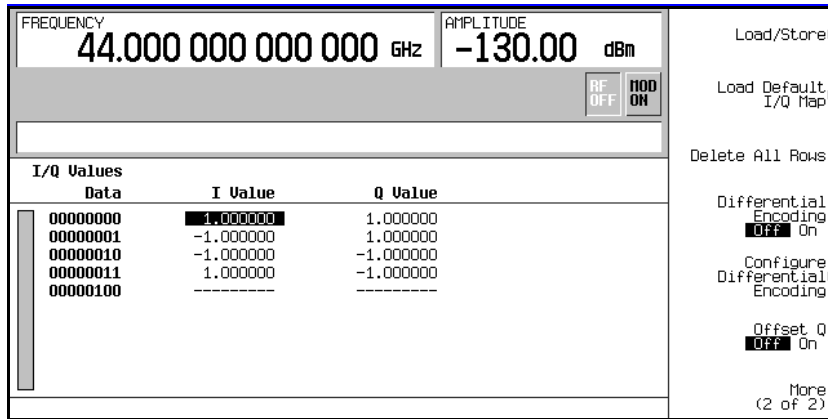 FREQUENCY
44.000 000 000 000 GHz
AMPLITUDE
-130.00 dBm
RF OFF
MOD ON
I/Q Values
Data I Value Q Value
00000000 1.000000 1.000000
00000001 -1.000000 1.000000
00000010 -1.000000 -1.000000
00000011 1.000000 -1.000000
00000100 --------- ---------
Load/Store
Load Default
I/Q Map
Delete All Rows
Differential
Encoding
Off On
Configure
Differential
Encoding
Offset Q
Off On
More
(2 of 2)